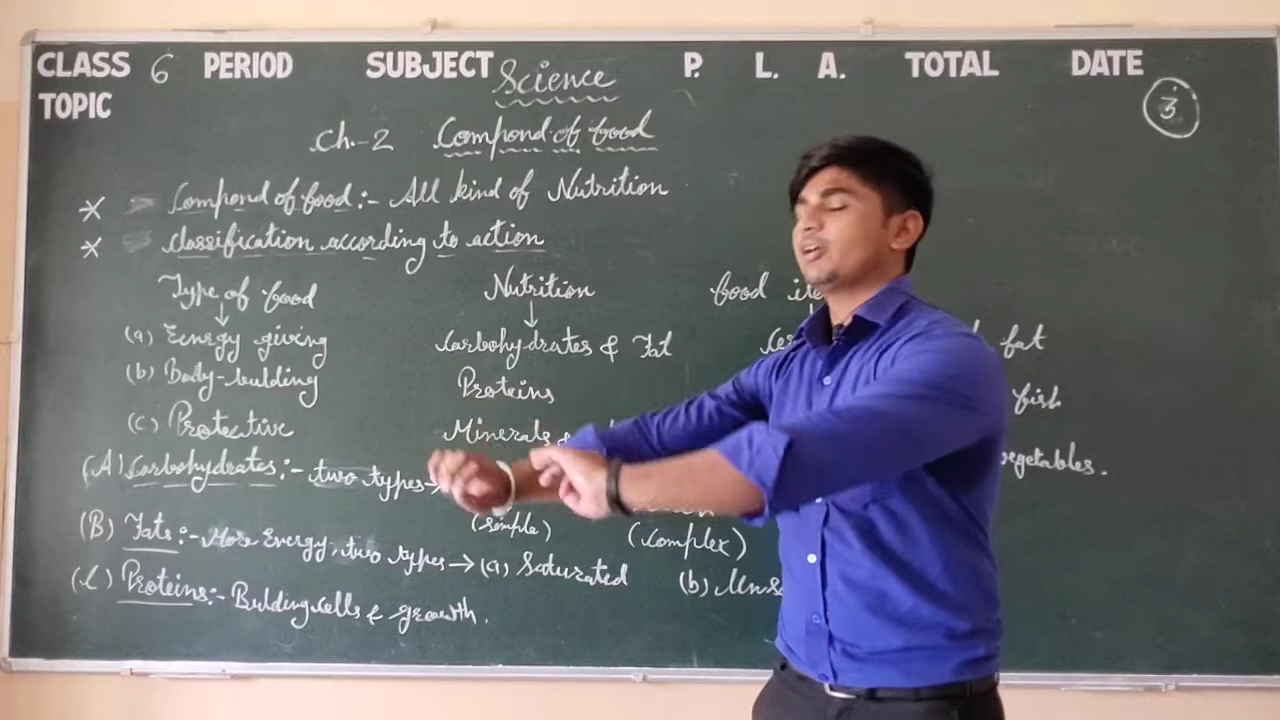 CLASS 6 PERIOD SUBJECT Science P. L. A. TOTAL DATE
TOPIC 3
Ch.-2 Compond of food
Compond of food:- All kind of Nutrition
Classification according to action
Type of food Nutrition food
(a) Energy giving Carbohydrates & Fat fat
(b) Body-bulding Proteins fish
(c) Protective Minerals & vegetables.
(A) Carbohydrates:- two types→
(simple) (complex)
(B) Fats:- More Energy, two types → (a) Saturated (b)
(C) Proteins:- Bulding cells & growth.